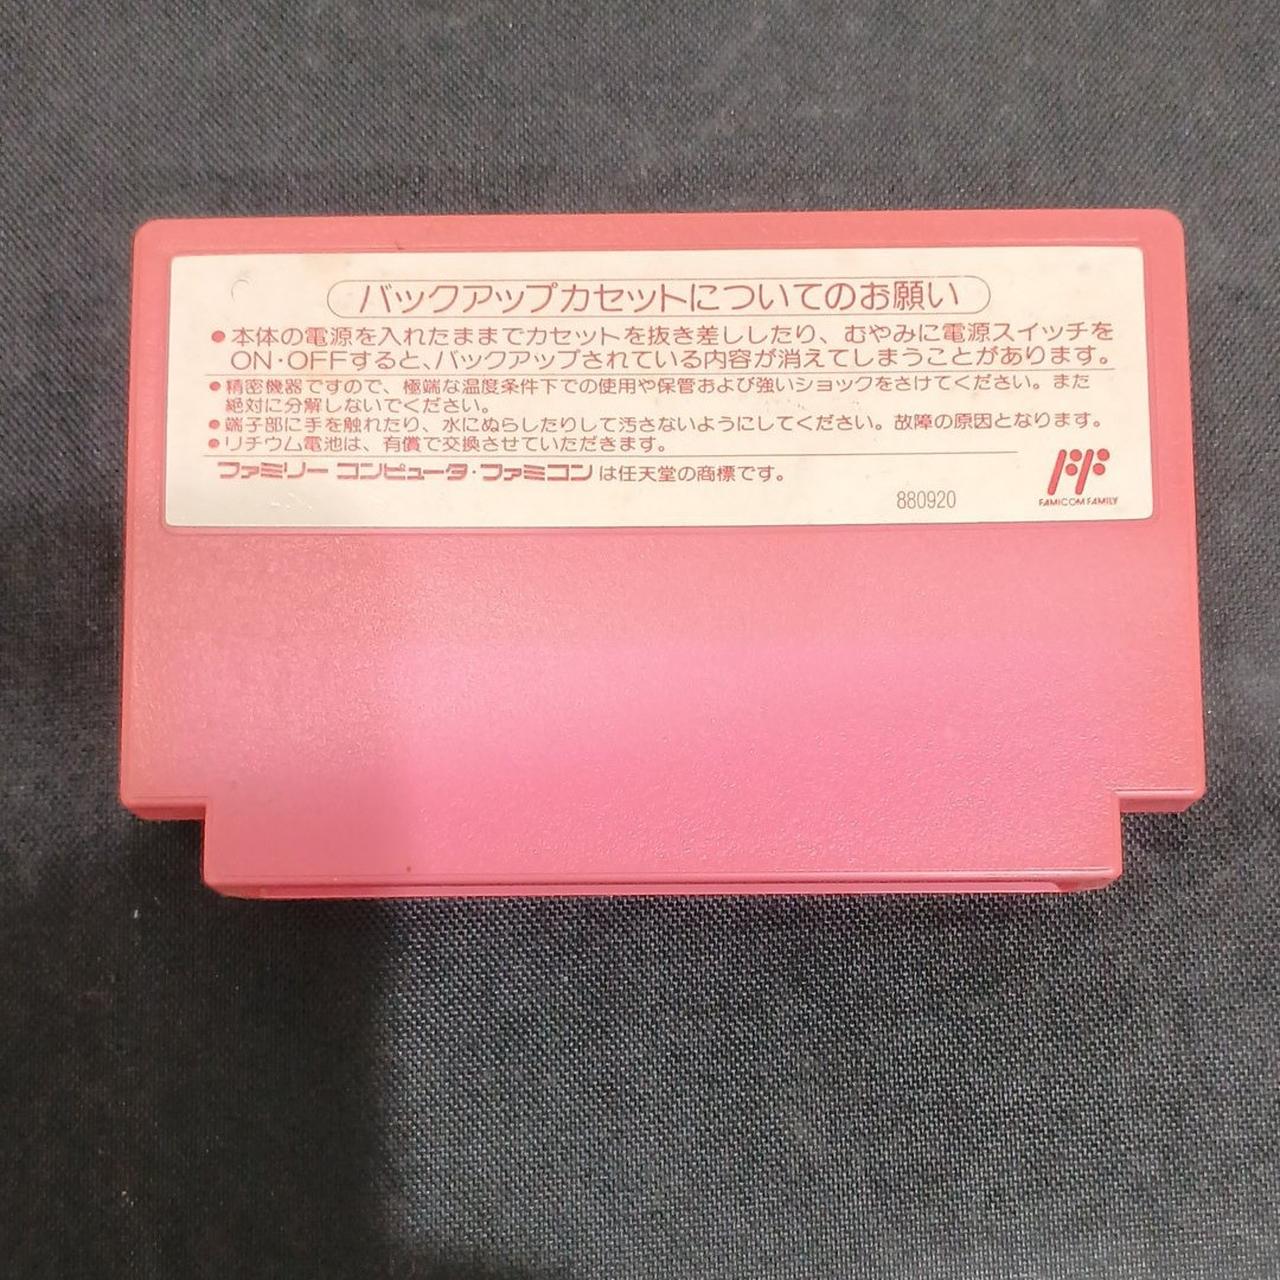 バックアップカセットについてのお願い
●本体の電源を入れたままでカセットを抜き差ししたり、むやみに電源スイッチを
ON・OFFすると、バックアップされている内容が消えてしまうことがあります。
●精密機器ですので、極端な温度条件下での使用や保管および強いショックをさけてください。また
絶対に分解しないでください。
●端子部に手を触れたり、水にぬらしたりして汚さないようにしてください。故障の原因となります。
●リチウム電池は、有償で交換させていただきます。
ファミリー コンピュータ・ファミコンは任天堂の商標です。
880920
FAMICOM FAMILY